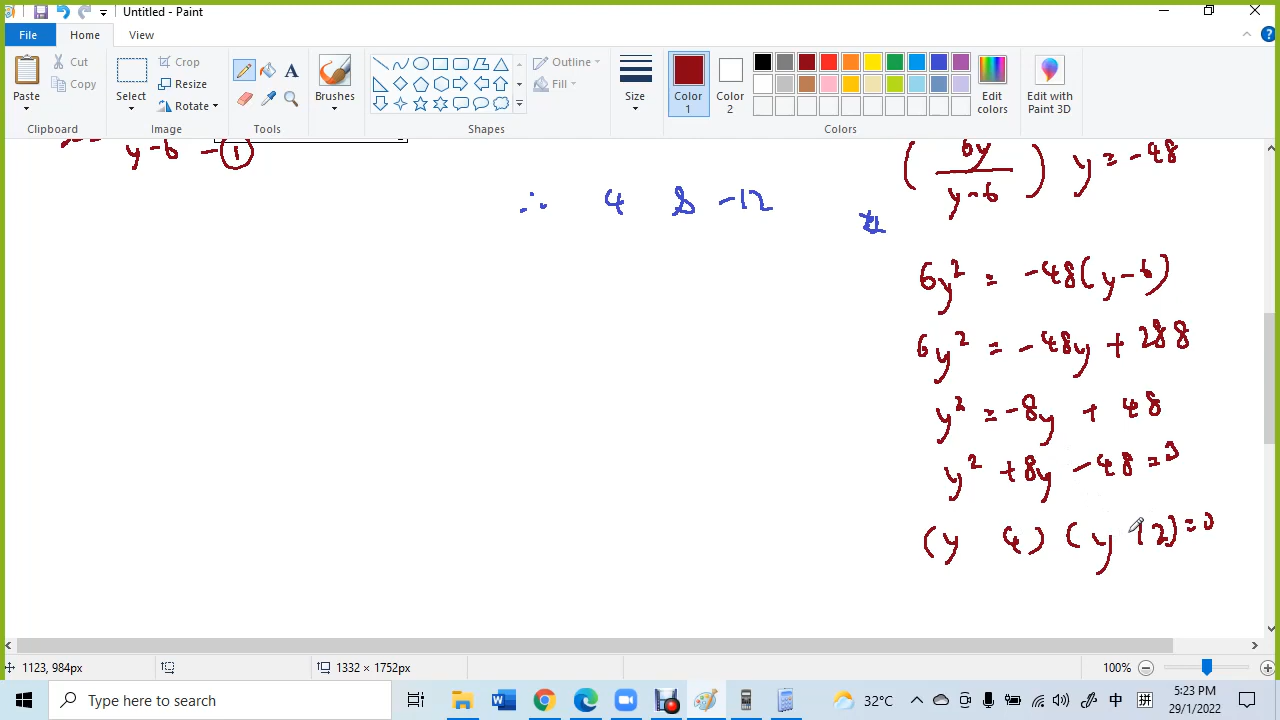 Untitled - Paint
File Home View
Paste Cut Copy
Clipboard
Select Crop Resize Rotate
Image
A
Tools
Brushes
Outline Fill
Shapes
Size
Color 1
Color 2
Edit colors
Colors
Edit with Paint 3D
y-6 - ①
( 6y / y-6 ) y = -48
∴ 4 & -12
6y² = -48(y-6)
6y² = -48y + 288
y² = -8y + 48
y² + 8y - 48 = 0
(y 4) (y 12) = 0
1123, 984px
1332 × 1752px
100%
Type here to search
32°C
中
拼
5:23 PM
29/1/2022